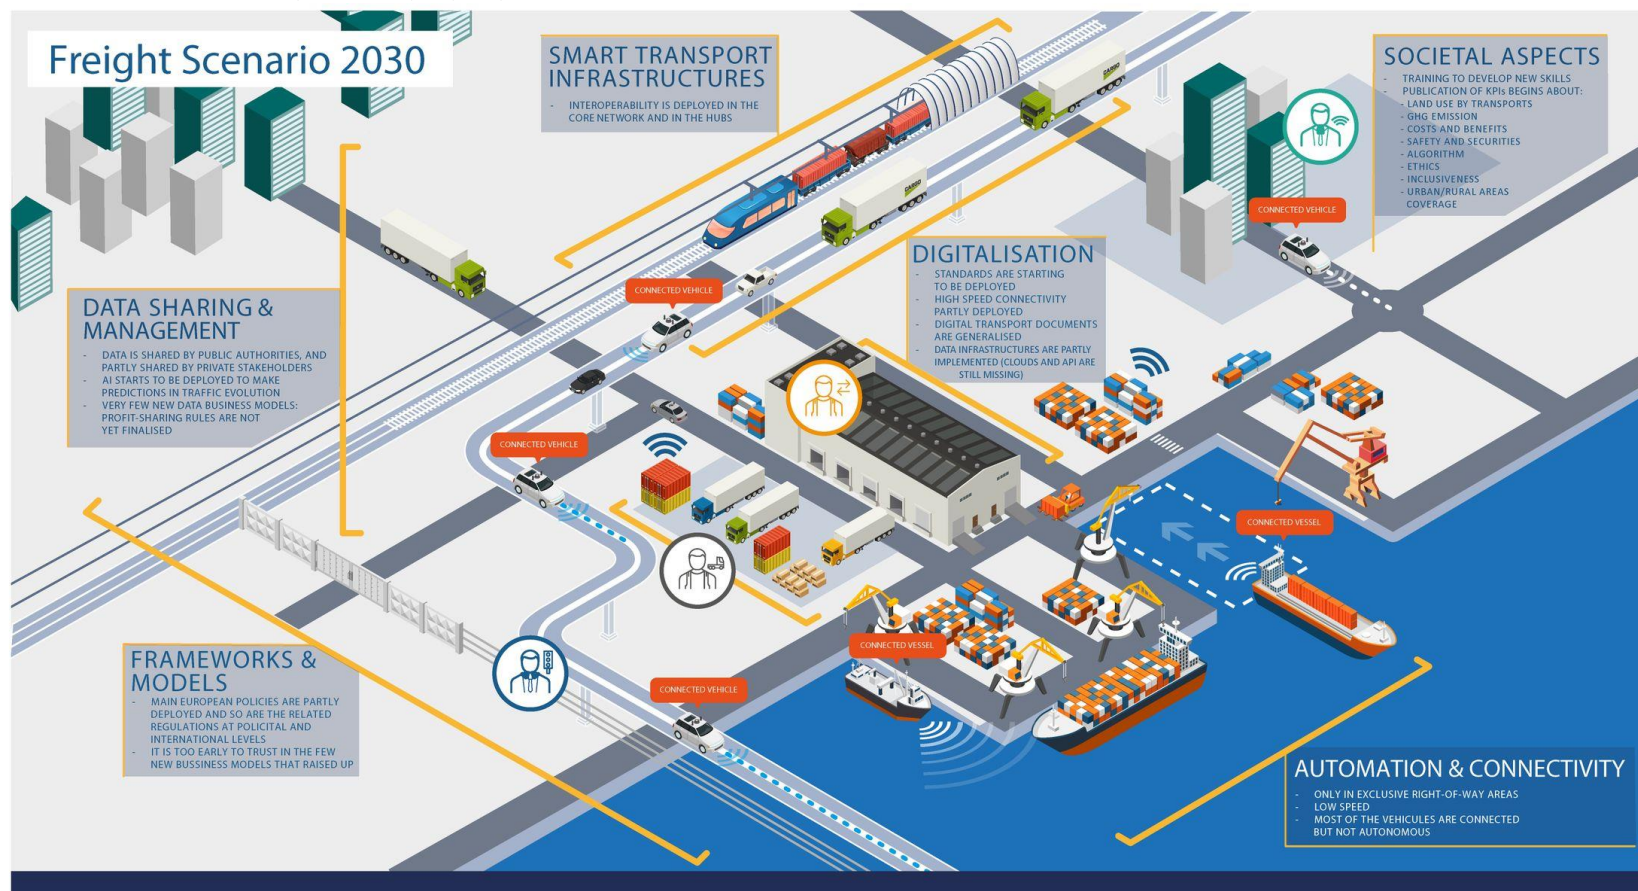 Freight Scenario 2030
SMART TRANSPORT
INFRASTRUCTURES
- INTEROPERABILITY IS DEPLOYED IN THE
CORE NETWORK AND IN THE HUBS
SOCIETAL ASPECTS
- TRAINING TO DEVELOP NEW SKILLS
- PUBLICATION OF KPIs BEGINS ABOUT:
- LAND USE BY TRANSPORTS
- GHG EMISSION
- COSTS AND BENEFITS
- SAFETY AND SECURITIES
- ALGORITHM
- ETHICS
- INCLUSIVENESS
- URBAN/RURAL AREAS
COVERAGE
CARGO
CARGO
CONNECTED VEHICLE
DIGITALISATION
- STANDARDS ARE STARTING
TO BE DEPLOYED
- HIGH SPEED CONNECTIVITY
PARTLY DEPLOYED
- DIGITAL TRANSPORT DOCUMENTS
ARE GENERALISED
- DATA INFRASTRUCTURES ARE PARTLY
IMPLEMENTED (CLOUDS AND API ARE
STILL MISSING)
CONNECTED VEHICLE
DATA SHARING &
MANAGEMENT
- DATA IS SHARED BY PUBLIC AUTHORITIES, AND
PARTLY SHARED BY PRIVATE STAKEHOLDERS
- AI STARTS TO BE DEPLOYED TO MAKE
PREDICTIONS IN TRAFFIC EVOLUTION
- VERY FEW NEW DATA BUSINESS MODELS:
PROFIT-SHARING RULES ARE NOT
YET FINALISED
CONNECTED VEHICLE
CONNECTED VESSEL
CONNECTED VESSEL
FRAMEWORKS &
MODELS
- MAIN EUROPEAN POLICIES ARE PARTLY
DEPLOYED AND SO ARE THE RELATED
REGULATIONS AT POLICITAL AND
INTERNATIONAL LEVELS
- IT IS TOO EARLY TO TRUST IN THE FEW
NEW BUSSINESS MODELS THAT RAISED UP
CONNECTED VEHICLE
AUTOMATION & CONNECTIVITY
- ONLY IN EXCLUSIVE RIGHT-OF-WAY AREAS
- LOW SPEED
- MOST OF THE VEHICULES ARE CONNECTED
BUT NOT AUTONOMOUS